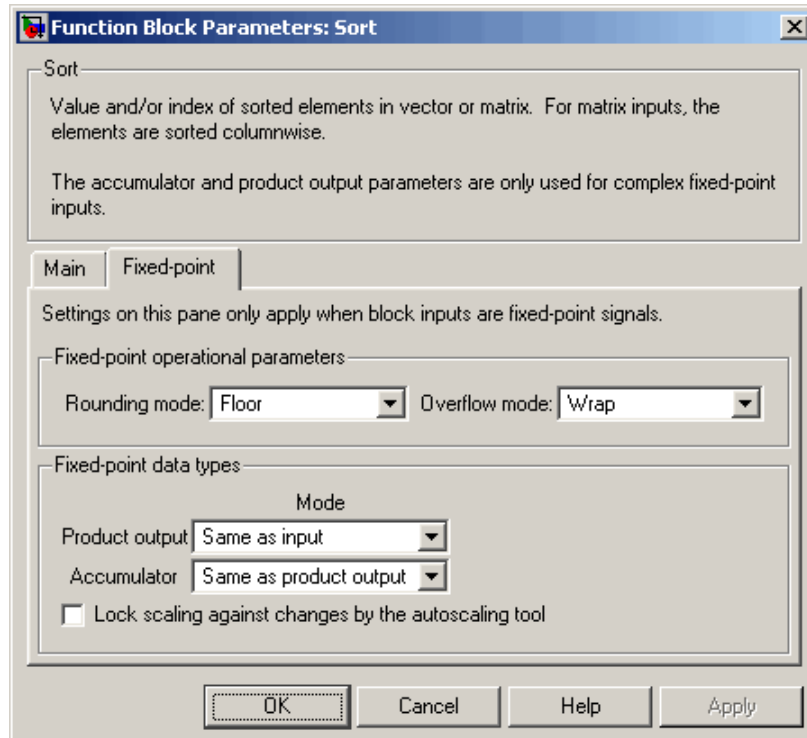 Function Block Parameters: Sort
Sort
Value and/or index of sorted elements in vector or matrix.  For matrix inputs, the
elements are sorted columnwise.
The accumulator and product output parameters are only used for complex fixed-point
inputs.
Main Fixed-point
Settings on this pane only apply when block inputs are fixed-point signals.
Fixed-point operational parameters
Rounding mode: Floor Overflow mode: Wrap
Fixed-point data types
Mode
Product output Same as input
Accumulator Same as product output
Lock scaling against changes by the autoscaling tool
OK Cancel Help Apply